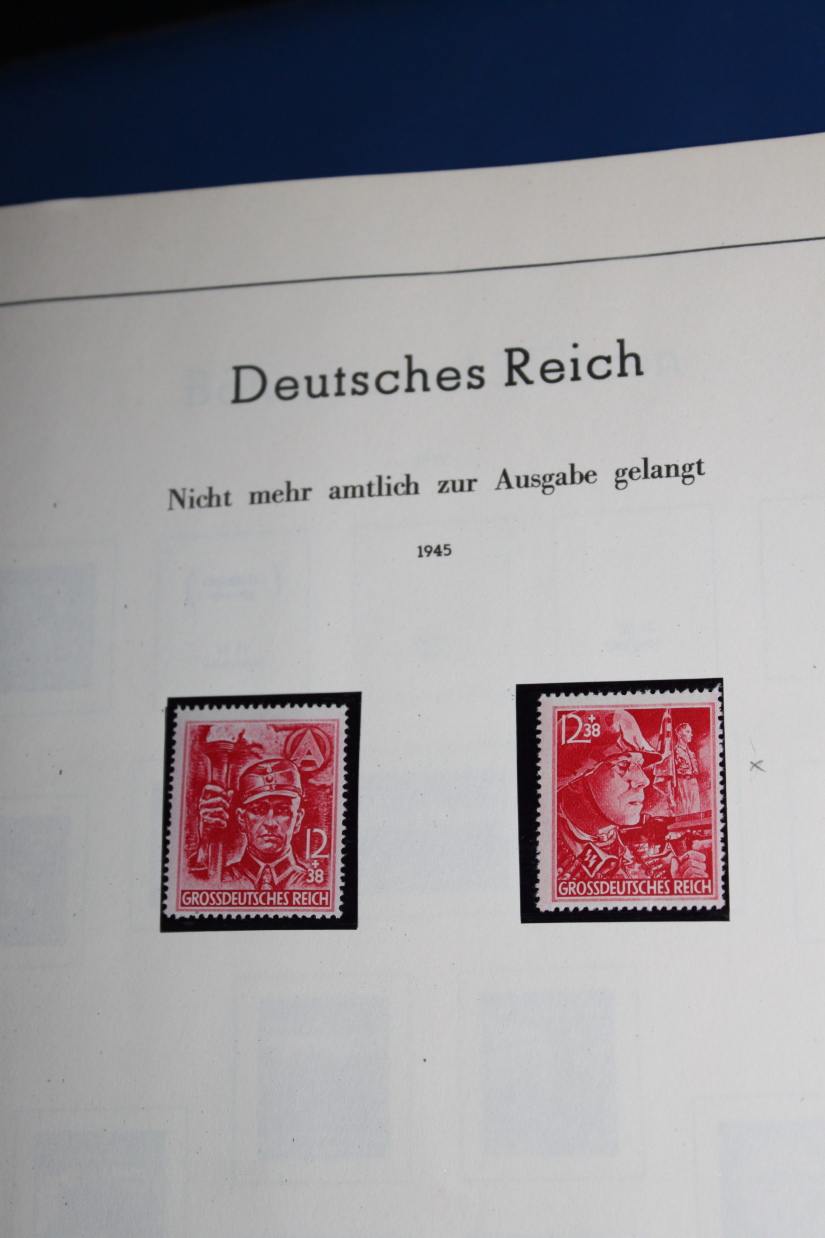 Deutsches Reich
Nicht mehr amtlich zur Ausgabe gelangt
1945
12
+
38
GROSSDEUTSCHES REICH
12+38
GROSSDEUTSCHES REICH
x